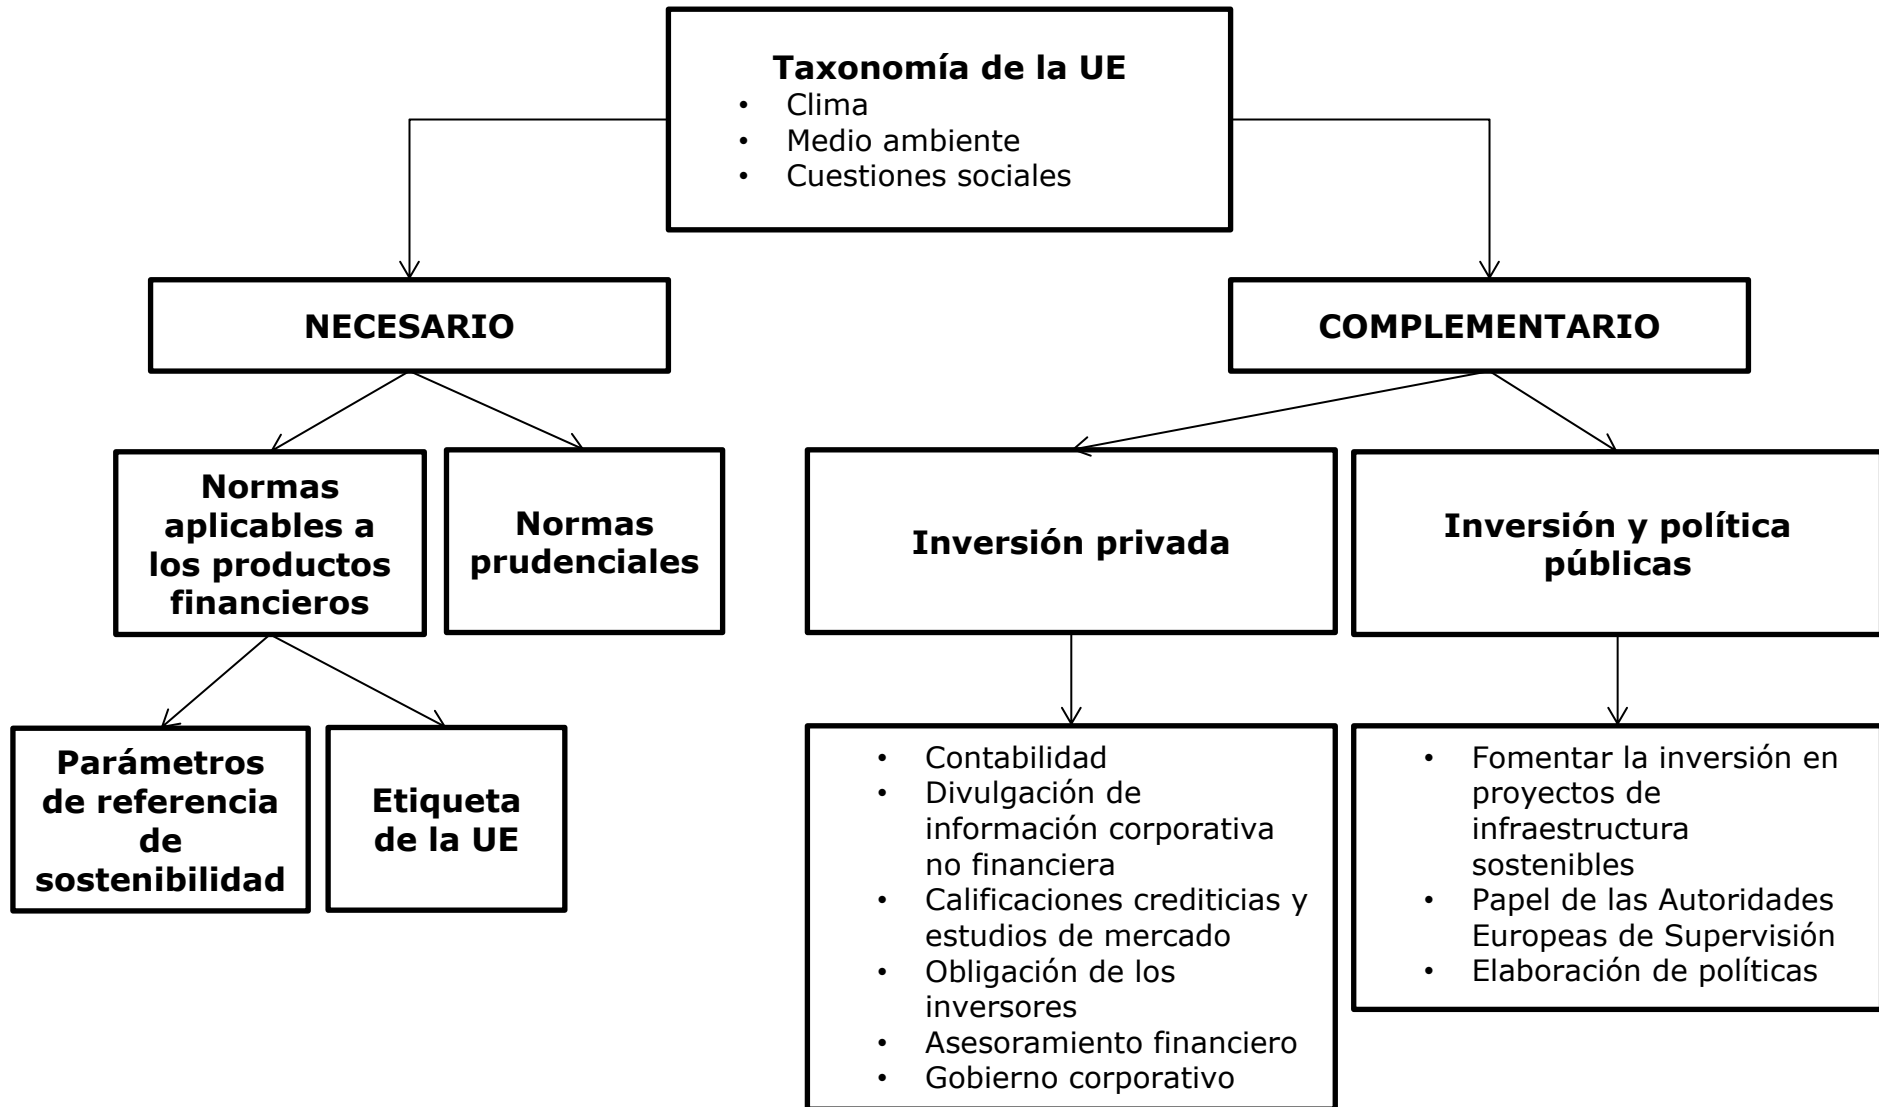 Taxonomía de la UE
• Clima
• Medio ambiente
• Cuestiones sociales
NECESARIO
COMPLEMENTARIO
Normas
aplicables a
los productos
financieros
Normas
prudenciales
Inversión privada
Inversión y política
públicas
Parámetros
de referencia
de
sostenibilidad
Etiqueta
de la UE
• Contabilidad
• Divulgación de
información corporativa
no financiera
• Calificaciones crediticias y
estudios de mercado
• Obligación de los
inversores
• Asesoramiento financiero
• Gobierno corporativo
• Fomentar la inversión en
proyectos de
infraestructura
sostenibles
• Papel de las Autoridades
Europeas de Supervisión
• Elaboración de políticas